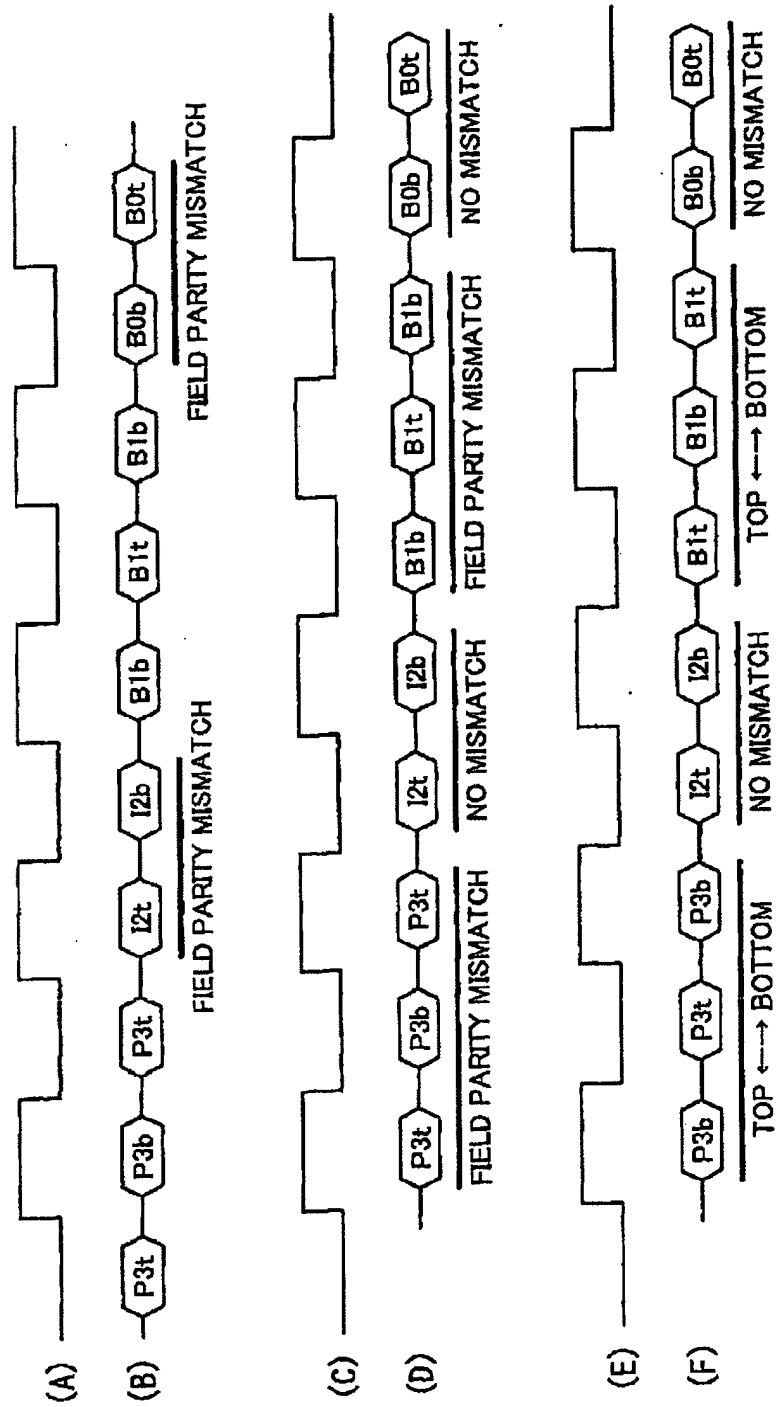 (A)
(B)
P3t P3b P3t I2t I2b B1b B1t B1b B0b B0t
FIELD PARITY MISMATCH FIELD PARITY MISMATCH
(C)
(D)
P3t P3b P3t I2t I2b B1b B1t B1b B0b B0t
FIELD PARITY MISMATCH NO MISMATCH FIELD PARITY MISMATCH NO MISMATCH
(E)
(F)
P3b P3t P3b I2t I2b B1t B1b B1t B0b B0t
TOP ←→ BOTTOM NO MISMATCH TOP ←→ BOTTOM NO MISMATCH